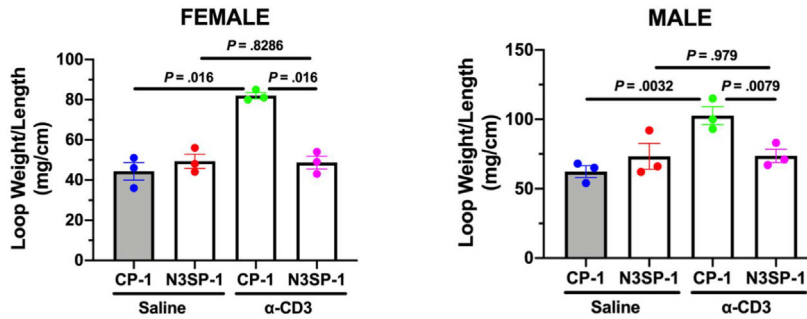 FEMALE
P = .8286
P = .016
P = .016
Loop Weight/Length
(mg/cm)
100
80
60
40
20
0
CP-1 N3SP-1 CP-1 N3SP-1
Saline α-CD3
MALE
P = .979
P = .0032
P = .0079
Loop Weight/Length
(mg/cm)
150
100
50
0
CP-1 N3SP-1 CP-1 N3SP-1
Saline α-CD3